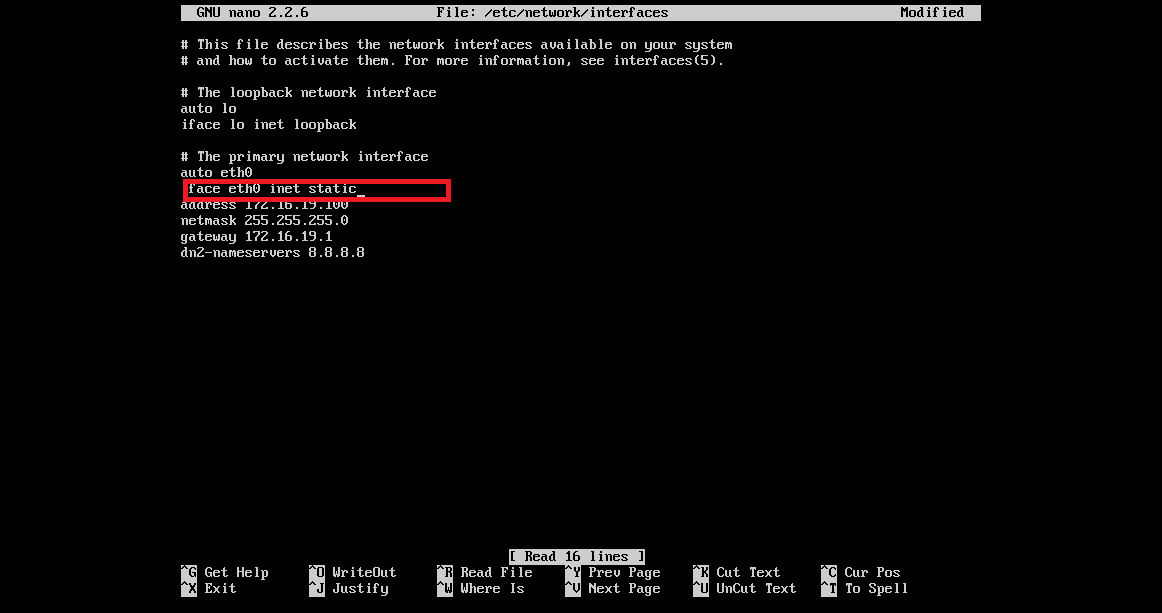 GNU nano 2.2.6 File: /etc/network/interfaces Modified
# This file describes the network interfaces available on your system
# and how to activate them. For more information, see interfaces(5).
# The loopback network interface
auto lo
iface lo inet loopback
# The primary network interface
auto eth0
face eth0 inet static_
address 172.16.19.100
netmask 255.255.255.0
gateway 172.16.19.1
dn2-nameservers 8.8.8.8
[ Read 16 lines ]
^G Get Help ^O WriteOut ^R Read File ^Y Prev Page ^K Cut Text ^C Cur Pos
^X Exit ^J Justify ^W Where Is ^V Next Page ^U UnCut Text ^T To Spell